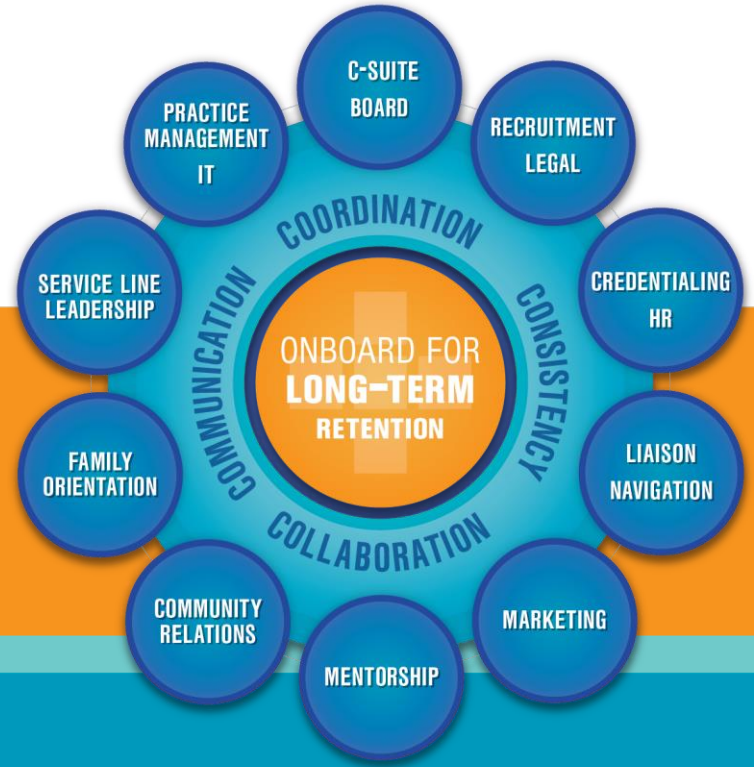 C-SUITE
BOARD
RECRUITMENT
LEGAL
CREDENTIALING
HR
LIAISON
NAVIGATION
MARKETING
MENTORSHIP
COMMUNITY
RELATIONS
FAMILY
ORIENTATION
SERVICE LINE
LEADERSHIP
PRACTICE
MANAGEMENT
IT
COORDINATION
CONSISTENCY
COLLABORATION
COMMUNICATION
ONBOARD FOR
LONG-TERM
RETENTION